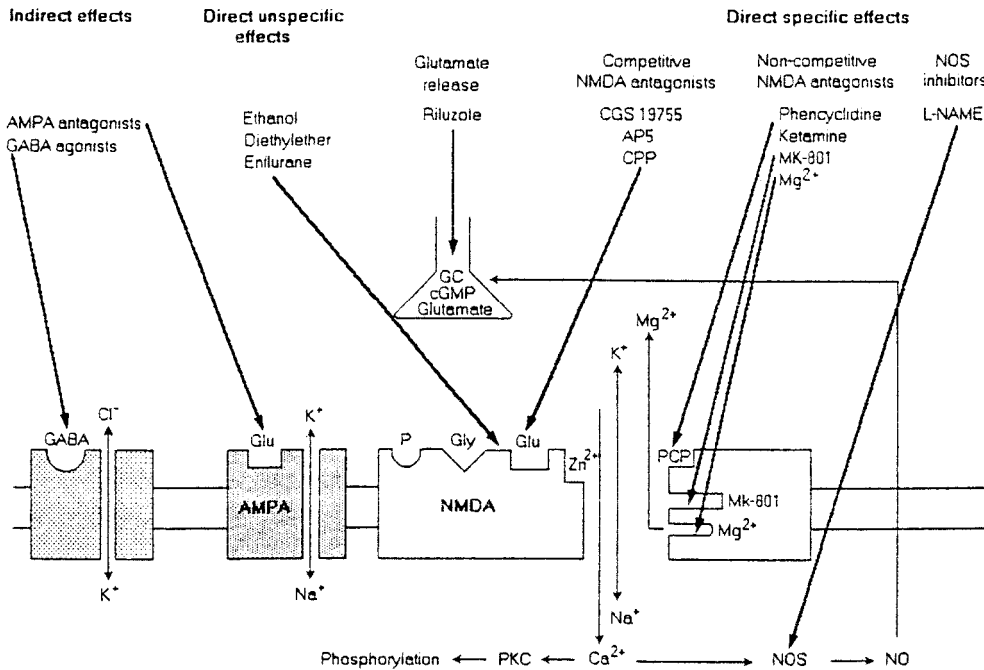 Indirect effects
Direct unspecific
effects
Direct specific effects
Glutamate
release
Riluzole
Competitive
NMDA antagonists
CGS 19755
AP5
CPP
Non-competitive
NMDA antagonists
Phencyclidine
Ketamine
MK-801
Mg²⁺
NOS
inhibitors
L-NAME
AMPA antagonists
GABA agonists
Ethanol
Diethylether
Enflurane
GC
cGMP
Glutamate
Mg²⁺
K⁺
Cl⁻
GABA
K⁺
Glu
P
Gly
Glu
Zn²⁺
PCP
AMPA
NMDA
Mk-801
Mg²⁺
K⁺
Na⁺
Na⁺
Phosphorylation
PKC
Ca²⁺
NOS
NO